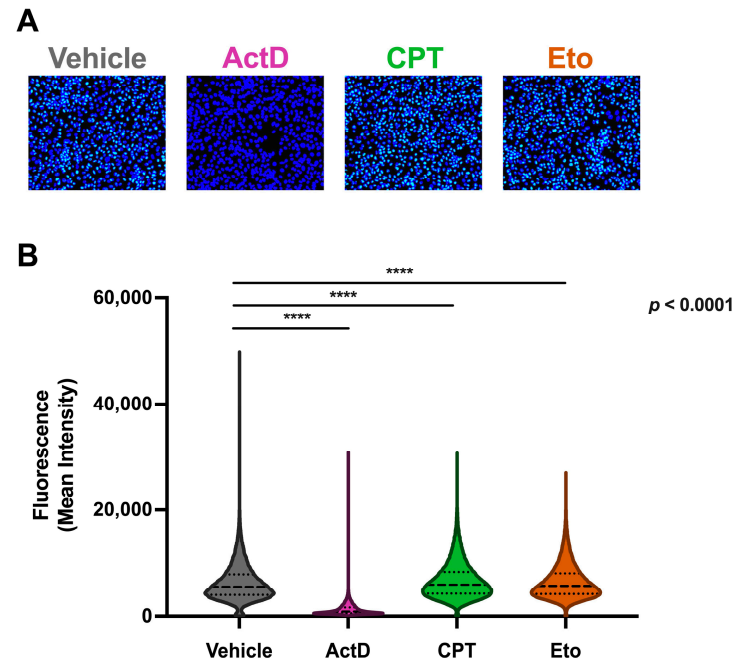 A
Vehicle ActD CPT Eto
B
****
****
****
p < 0.0001
60,000
40,000
20,000
0
Fluorescence
(Mean Intensity)
Vehicle ActD CPT Eto